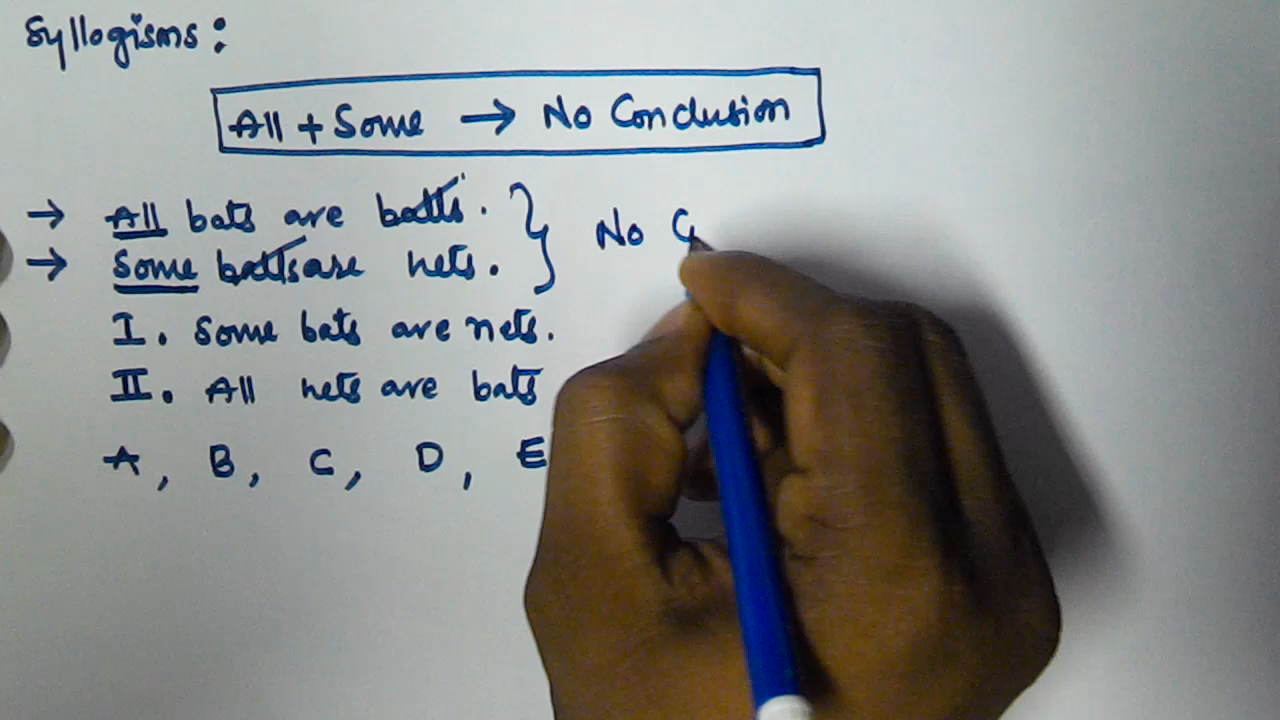 Syllogisms:
All + Some → No Conclusion
→ All bats are balls.
→ Some balls are nets.
No C
I. Some bats are nets.
II. All nets are bats
A, B, C, D, E